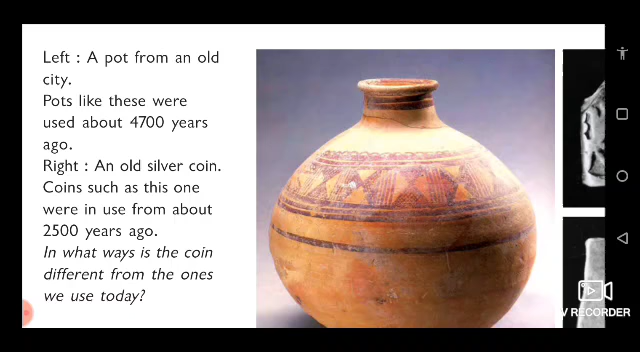 Left : A pot from an old
city.
Pots like these were
used about 4700 years
ago.
Right : An old silver coin.
Coins such as this one
were in use from about
2500 years ago.
In what ways is the coin
different from the ones
we use today?
V RECORDER